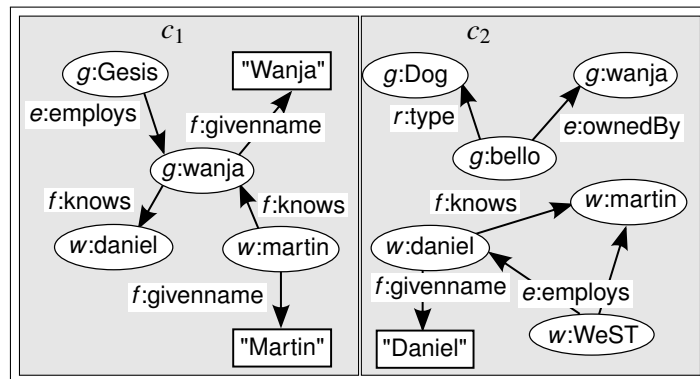 c1
g:Gesis
"Wanja"
e:employs
f:givenname
g:wanja
f:knows
f:knows
w:daniel
w:martin
f:givenname
"Martin"
c2
g:Dog
g:wanja
r:type
e:ownedBy
g:bello
f:knows
w:martin
w:daniel
f:givenname
e:employs
w:WeST
"Daniel"